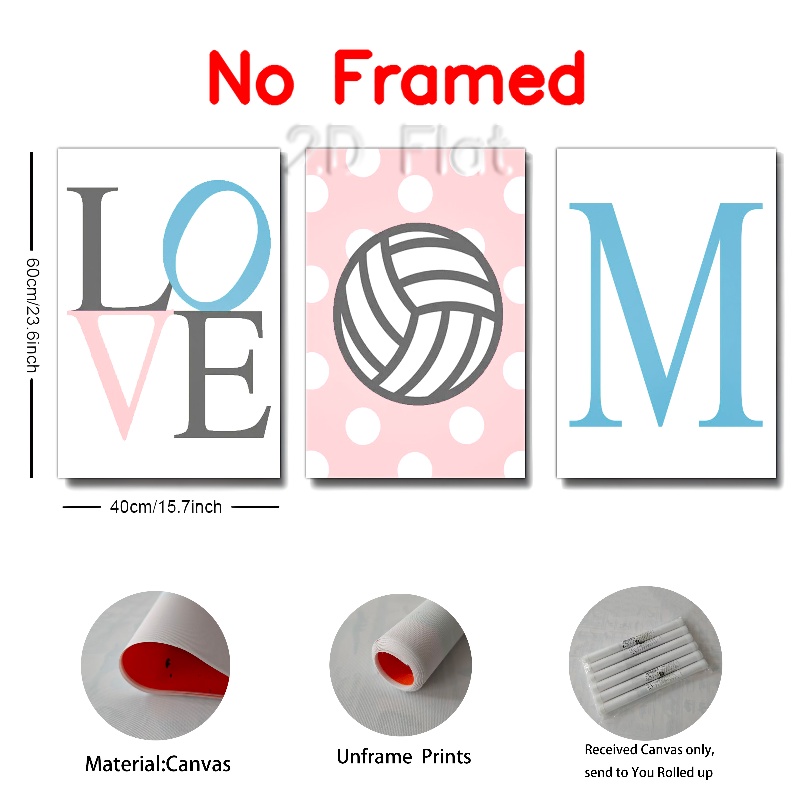 No Framed
2D Flat
LO
VE
M
60cm/23.6inch
40cm/15.7inch
Material:Canvas
Unframe Prints
Received Canvas only,
send to You Rolled up